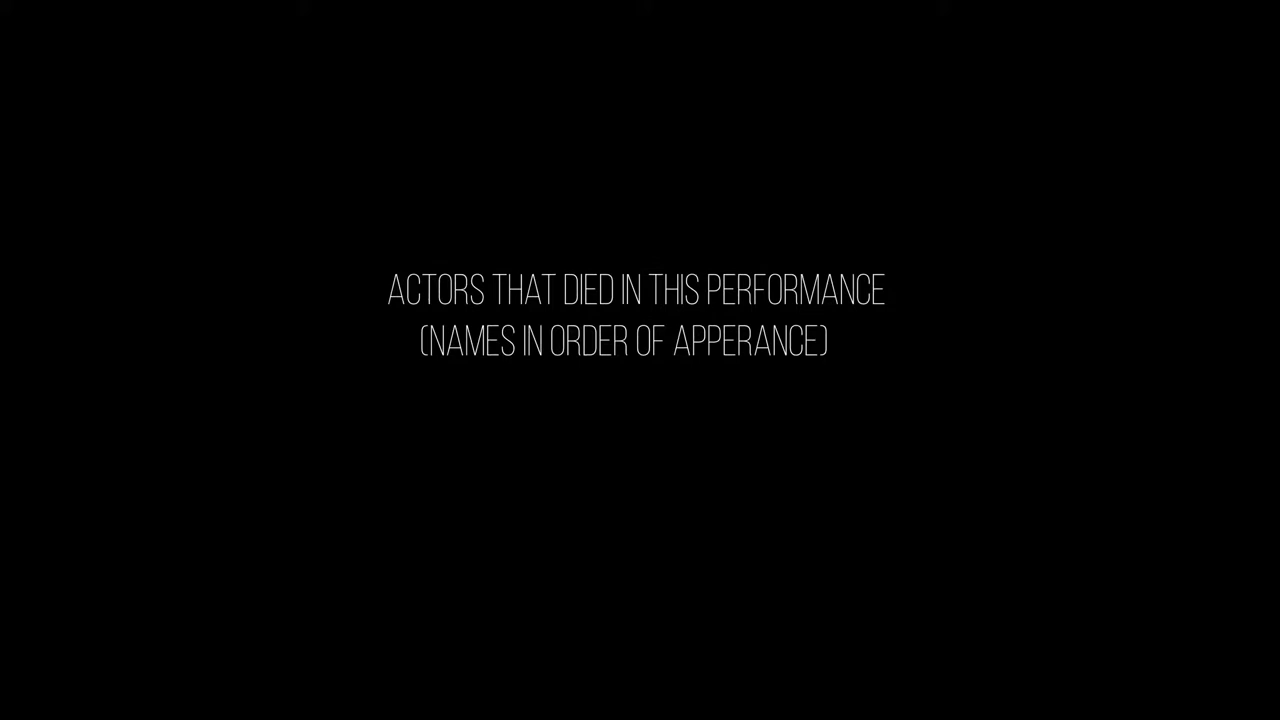 ACTORS THAT DIED IN THIS PERFORMANCE
(NAMES IN ORDER OF APPERANCE)